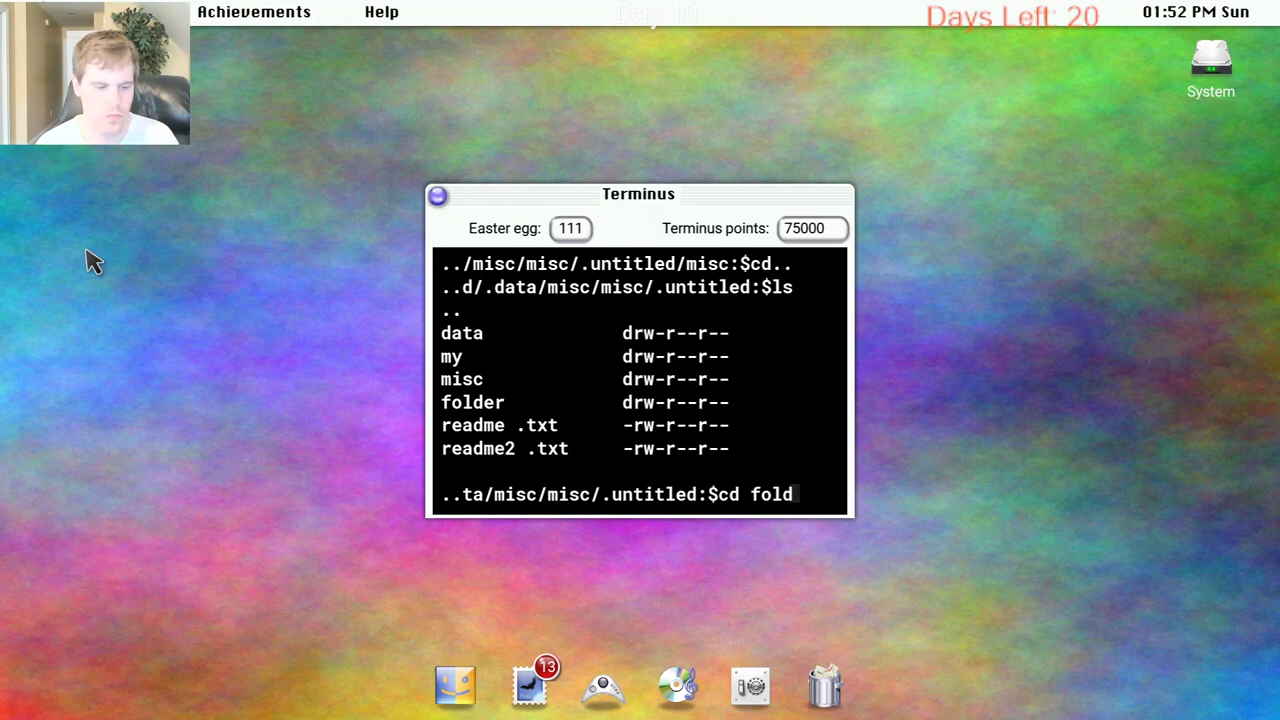 Achievements Help Day 10 Days Left: 20 01:52 PM Sun
System
Terminus
Easter egg: 111 Terminus points: 75000
../misc/misc/.untitled/misc:$cd..
..d/.data/misc/misc/.untitled:$ls
..
data drw-r--r--
my drw-r--r--
misc drw-r--r--
folder drw-r--r--
readme .txt -rw-r--r--
readme2 .txt -rw-r--r--
..ta/misc/misc/.untitled:$cd fold
13